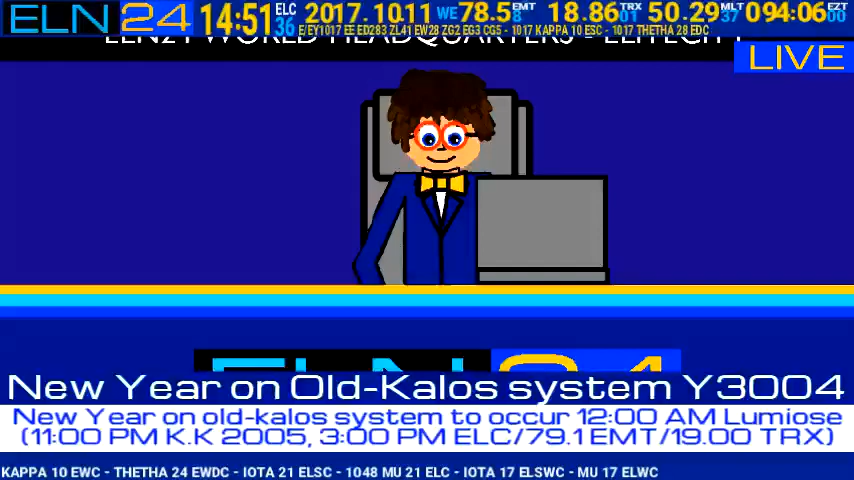 ELN 24 14:51 36 ELC 2017.10.11 WE 78.5 8 EMT 18.86 01 TRX 50.29 37 MLT 094:06 00 EZT
E/EY1017 EE ED283 ZL41 EW28 ZG2 EG3 CG5 - 1017 KAPPA 10 ESC - 1017 THETHA 28 EDC
ELN24 WORLD HEADQUARTERS - ELITECITY
LIVE
ELN24
New Year on Old-Kalos system Y3004
New Year on old-kalos system to occur 12:00 AM Lumiose
(11:00 PM K.K 2005, 3:00 PM ELC/79.1 EMT/19.00 TRX)
KAPPA 10 EWC - THETHA 24 EWDC - IOTA 21 ELSC - 1048 MU 21 ELC - IOTA 17 ELSWC - MU 17 ELWC